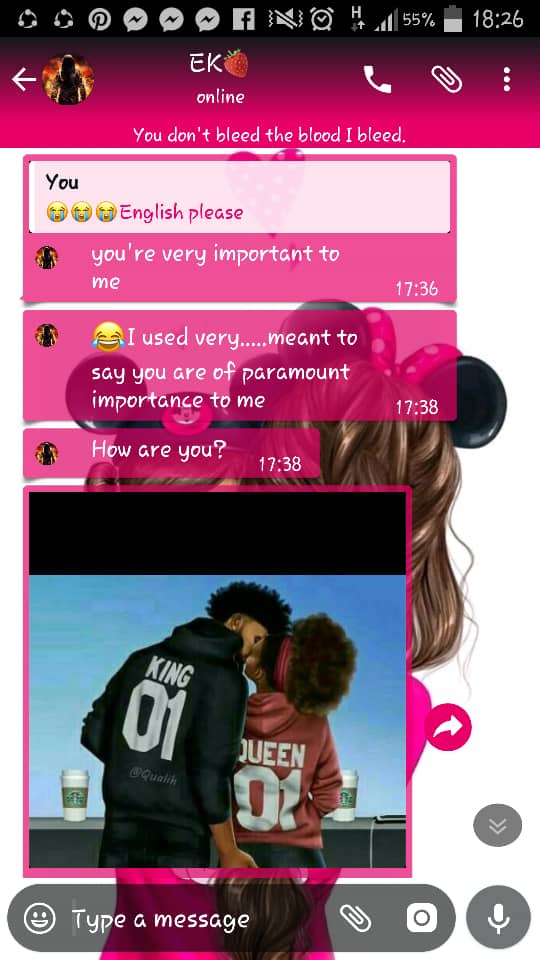 55% 18:26
EK🍓
online
You don't bleed the blood I bleed.
You
😭😭😭English please
you're very important to
me
17:36
😂I used very.....meant to
say you are of paramount
importance to me
17:38
How are you?
17:38
KING
01
@Qualih
QUEEN
01
Type a message